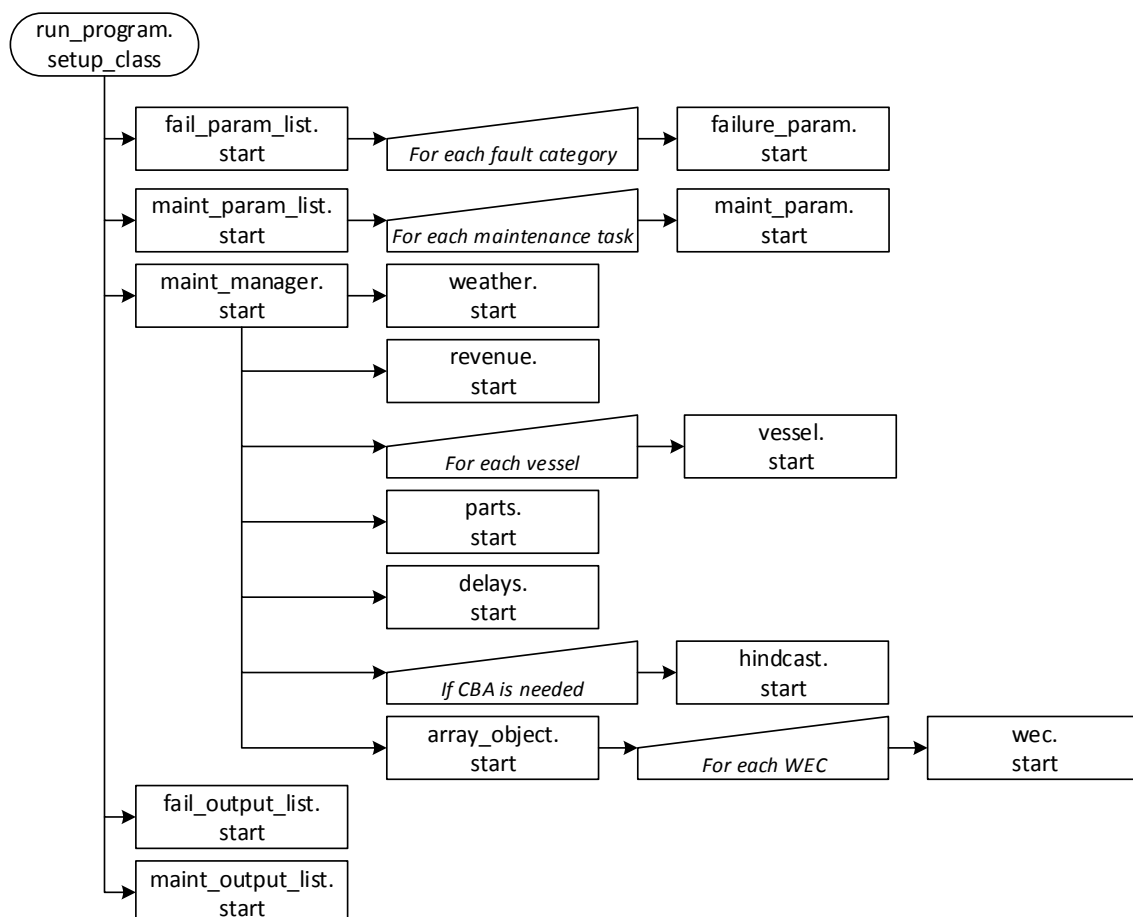 run_program.
setup_class
fail_param_list.
start
For each fault category
failure_param.
start
maint_param_list.
start
For each maintenance task
maint_param.
start
maint_manager.
start
weather.
start
revenue.
start
For each vessel
vessel.
start
parts.
start
delays.
start
If CBA is needed
hindcast.
start
array_object.
start
For each WEC
wec.
start
fail_output_list.
start
maint_output_list.
start